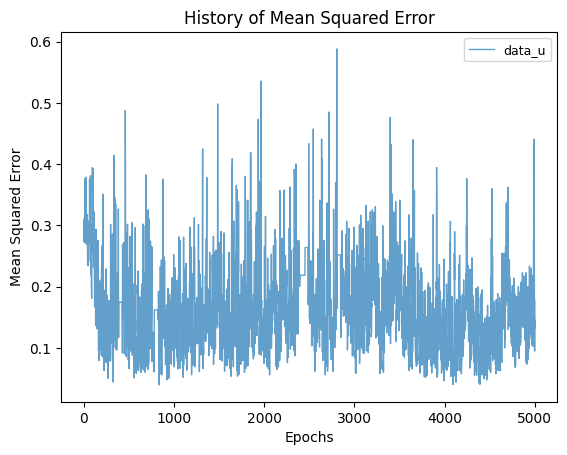 History of Mean Squared Error
data_u
Mean Squared Error
0.6
0.5
0.4
0.3
0.2
0.1
0 1000 2000 3000 4000 5000
Epochs